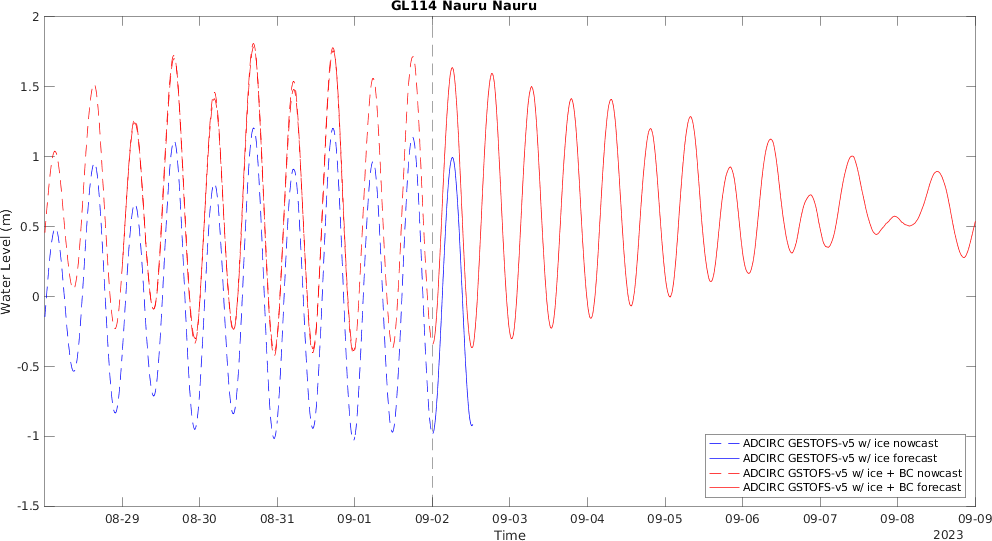 GL114 Nauru Nauru
2
1.5
1
0.5
0
-0.5
-1
-1.5
Water Level (m)
ADCIRC GESTOFS-v5 w/ ice nowcast
ADCIRC GESTOFS-v5 w/ ice forecast
ADCIRC GSTOFS-v5 w/ ice + BC nowcast
ADCIRC GSTOFS-v5 w/ ice + BC forecast
08-29 08-30 08-31 09-01 09-02 09-03 09-04 09-05 09-06 09-07 09-08 09-09
Time
2023